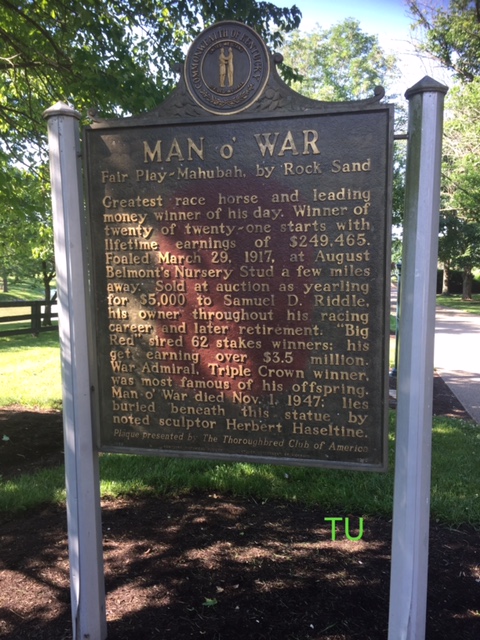 COMMONWEALTH OF KENTUCKY
MAN o' WAR
Fair Play-Mahubah, by Rock Sand
Greatest race horse and leading
money winner of his day. Winner of
twenty of twenty-one starts with
lifetime earnings of $249,465.
Foaled March 29, 1917, at August
Belmont's Nursery Stud a few miles
away. Sold at auction as yearling
for $5,000 to Samuel D. Riddle,
his owner throughout his racing
career and later retirement. "Big
Red" sired 62 stakes winners; his
get earning over $3.5 million.
War Admiral, Triple Crown winner,
was most famous of his offspring.
Man o' War died Nov. 1, 1947; lies
buried beneath this statue by
noted sculptor Herbert Haseltine.
Plaque presented by The Thoroughbred Club of America
TU